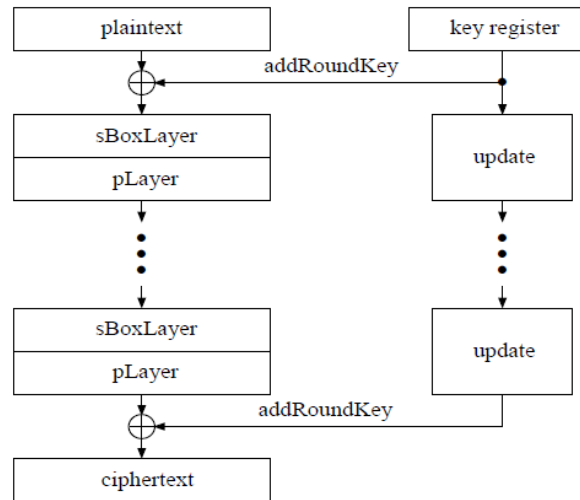 plaintext
key register
addRoundKey
sBoxLayer
pLayer
update
sBoxLayer
pLayer
update
addRoundKey
ciphertext